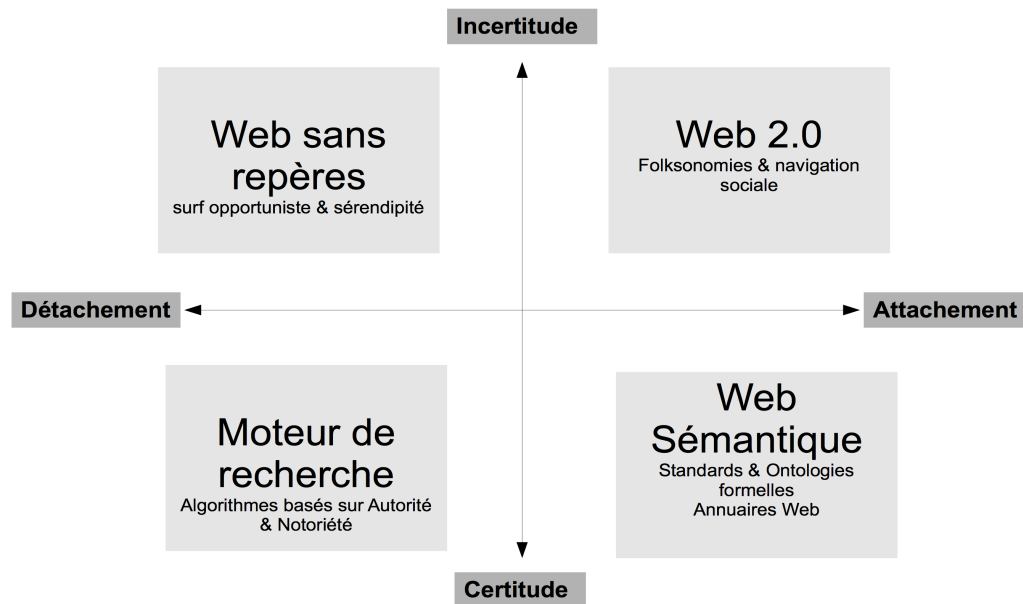 Incertitude
Web sans
repères
surf opportuniste & sérendipité
Web 2.0
Folksonomies & navigation
sociale
Détachement
Attachement
Moteur de
recherche
Algorithmes basés sur Autorité
& Notoriété
Web
Sémantique
Standards & Ontologies
formelles
Annuaires Web
Certitude